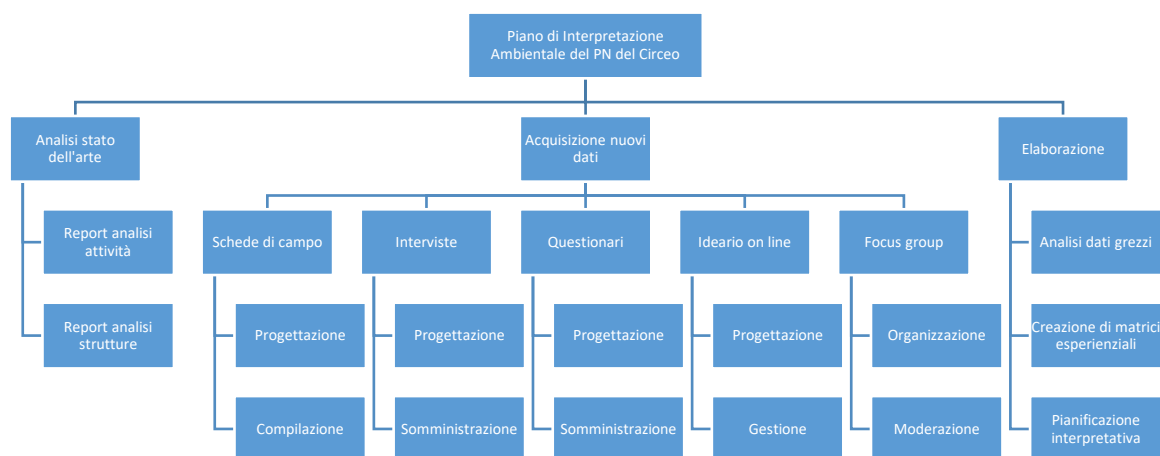 Piano di Interpretazione
Ambientale del PN del Circeo
Analisi stato
dell'arte
Acquisizione nuovi
dati
Elaborazione
Report analisi
attività
Report analisi
strutture
Schede di campo
Interviste
Questionari
Ideario on line
Focus group
Progettazione
Progettazione
Progettazione
Progettazione
Organizzazione
Compilazione
Somministrazione
Somministrazione
Gestione
Moderazione
Analisi dati grezzi
Creazione di matrici
esperienziali
Pianificazione
interpretativa